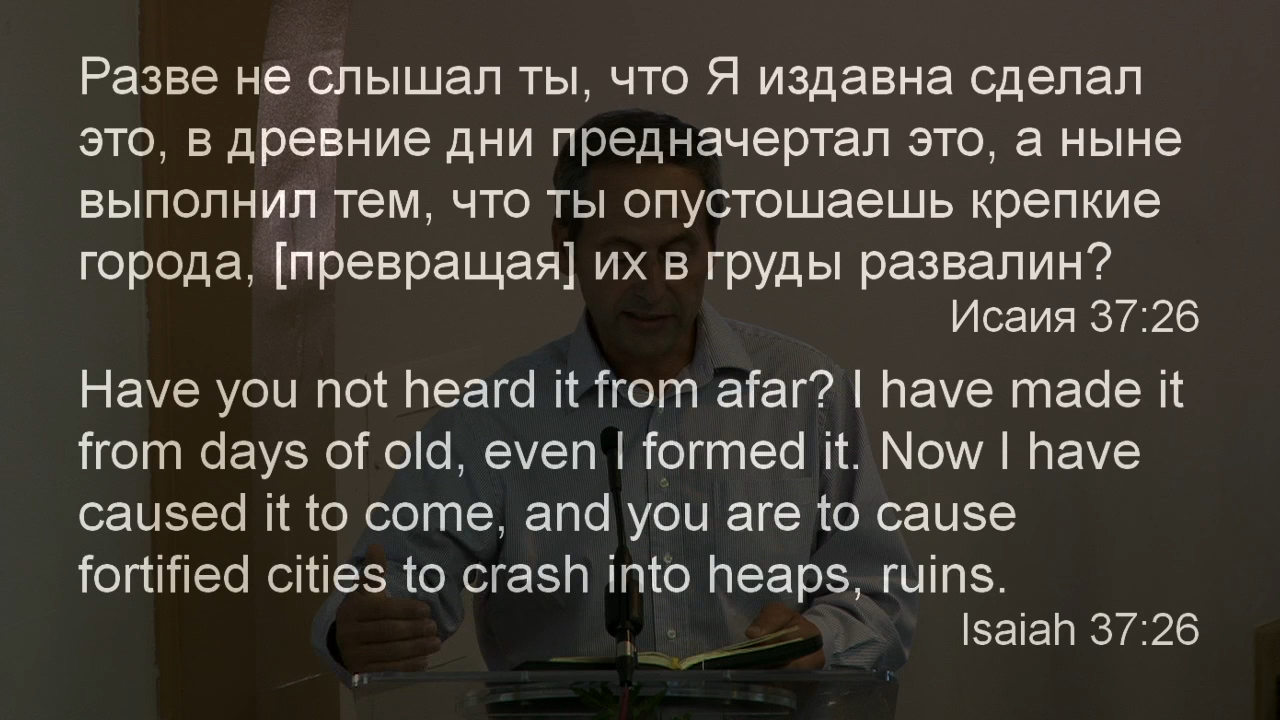 Разве не слышал ты, что Я издавна сделал
это, в древние дни предначертал это, а ныне
выполнил тем, что ты опустошаешь крепкие
города, [превращая] их в груды развалин?
Исаия 37:26
Have you not heard it from afar? I have made it
from days of old, even I formed it. Now I have
caused it to come, and you are to cause
fortified cities to crash into heaps, ruins.
Isaiah 37:26